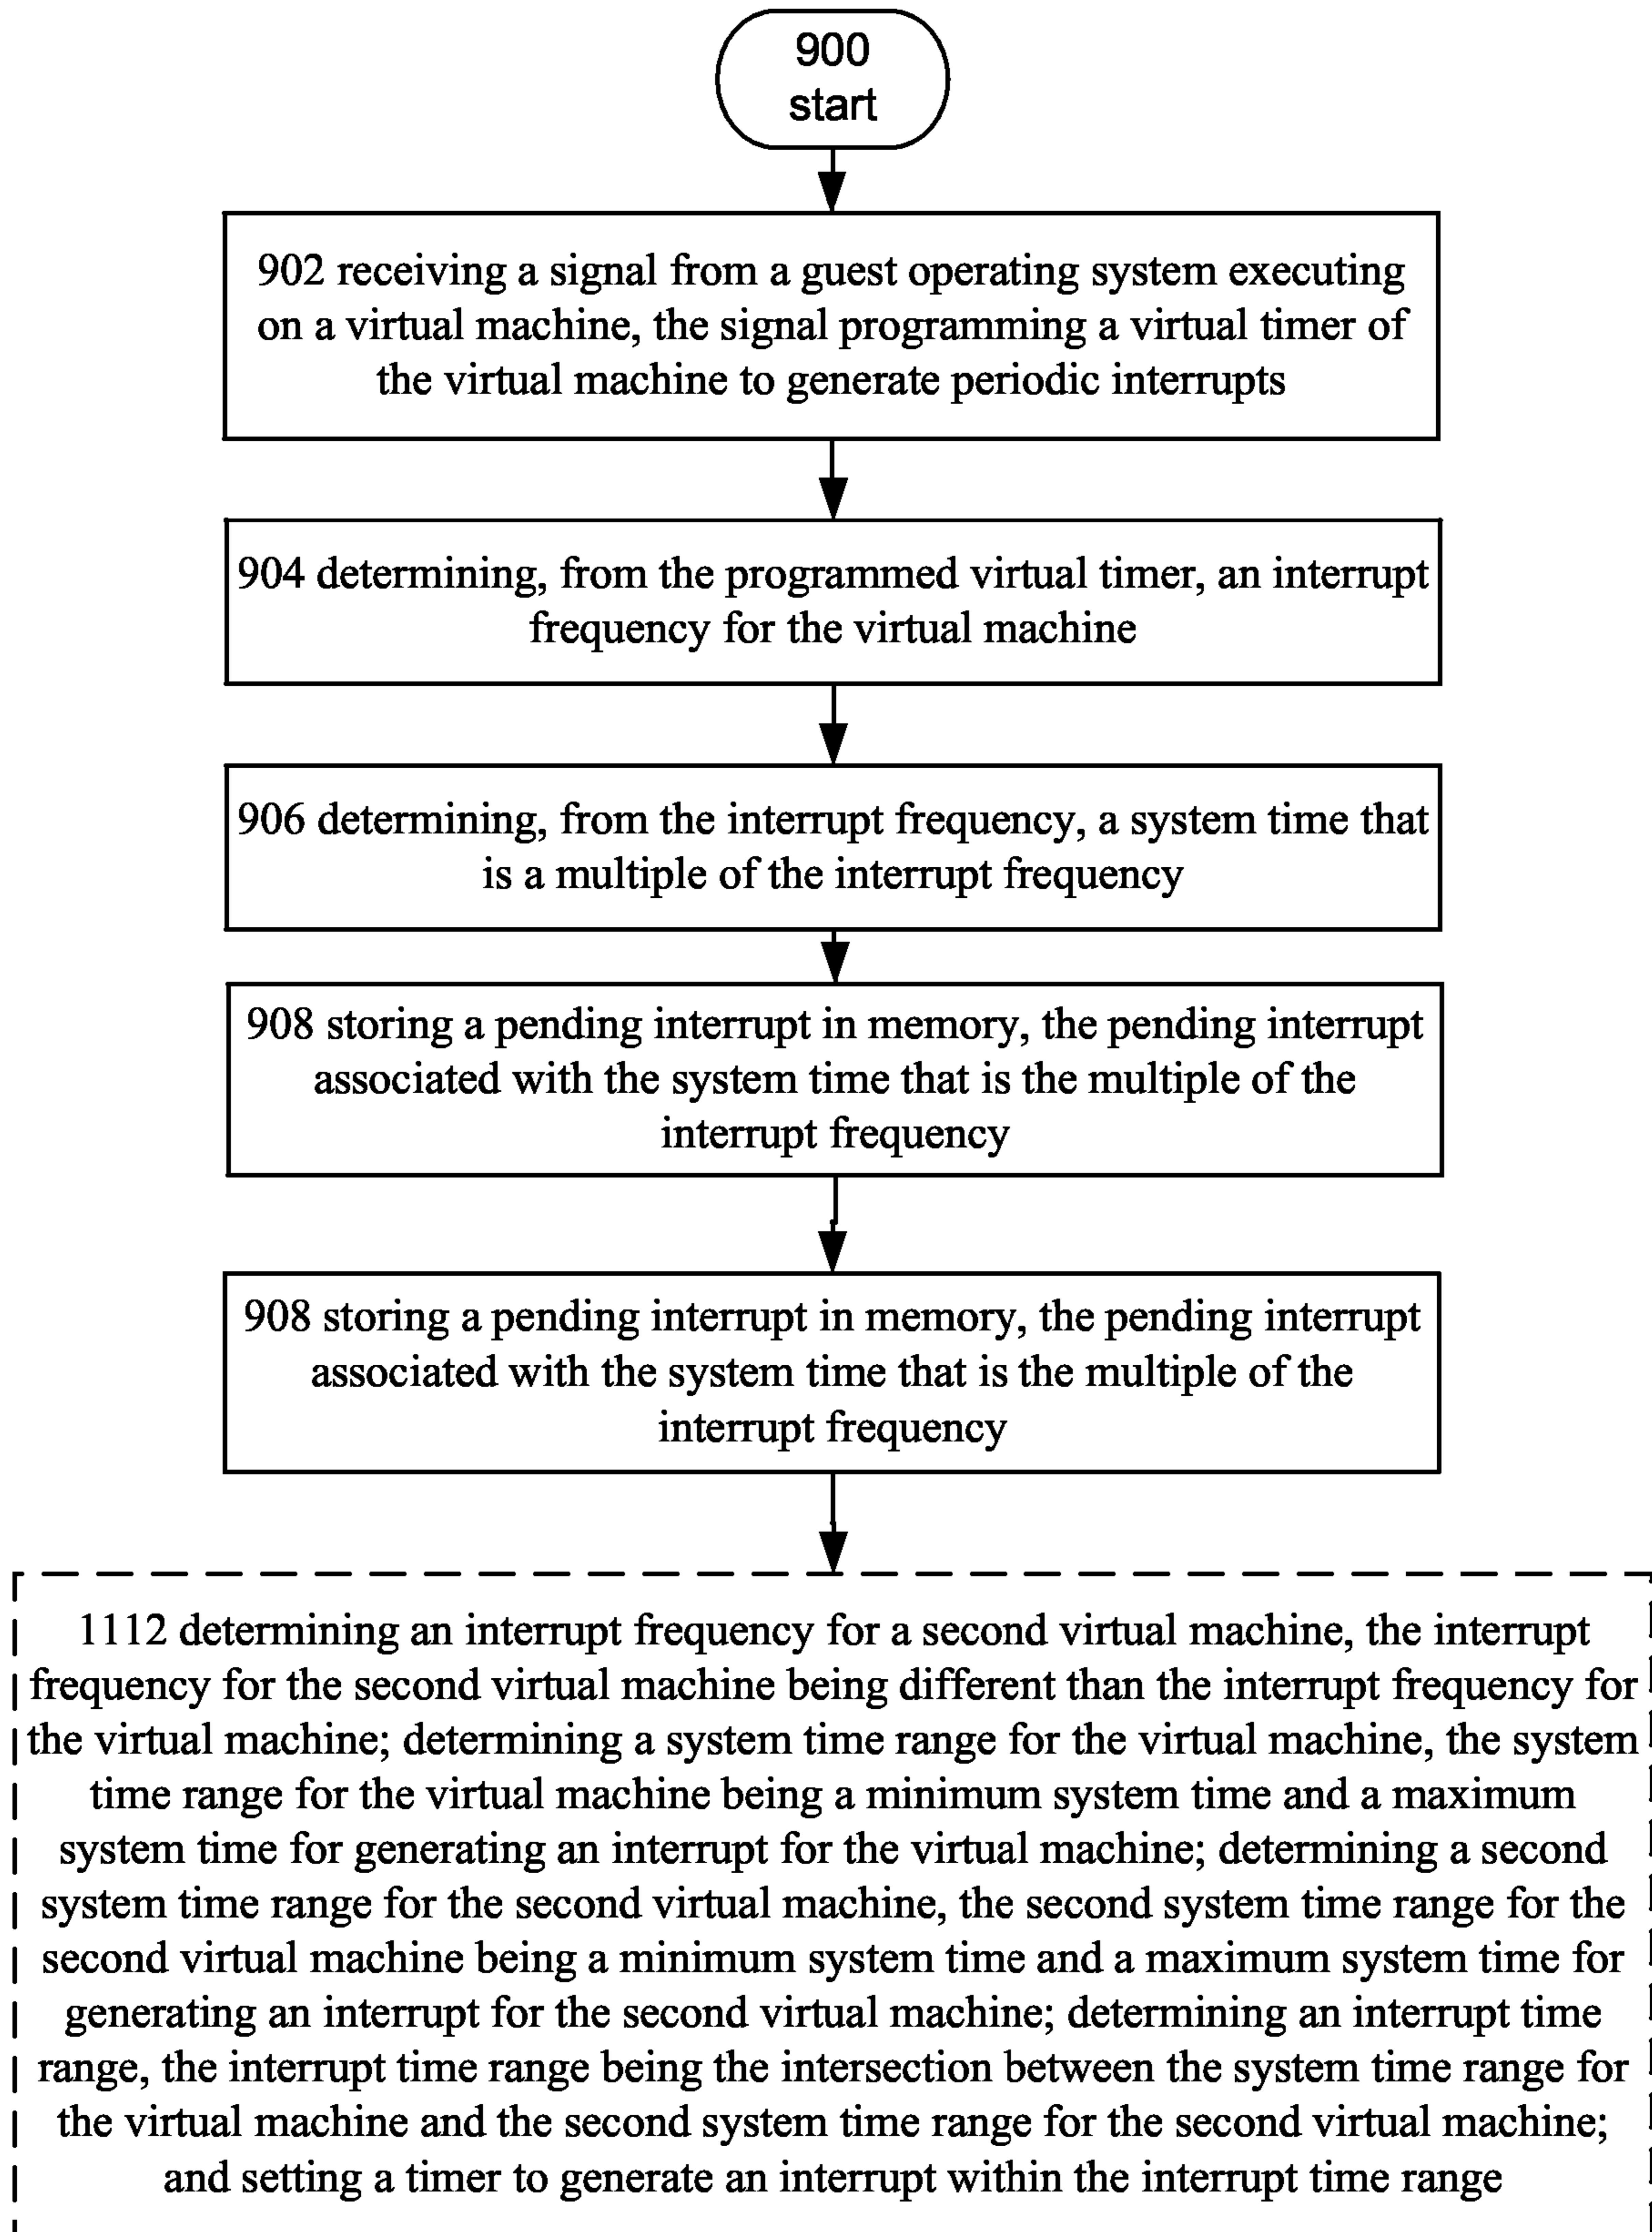 900
start
902 receiving a signal from a guest operating system executing
on a virtual machine, the signal programming a virtual timer of
the virtual machine to generate periodic interrupts
904 determining, from the programmed virtual timer, an interrupt
frequency for the virtual machine
906 determining, from the interrupt frequency, a system time that
is a multiple of the interrupt frequency
908 storing a pending interrupt in memory, the pending interrupt
associated with the system time that is the multiple of the
interrupt frequency
908 storing a pending interrupt in memory, the pending interrupt
associated with the system time that is the multiple of the
interrupt frequency
1112 determining an interrupt frequency for a second virtual machine, the interrupt
frequency for the second virtual machine being different than the interrupt frequency for
the virtual machine; determining a system time range for the virtual machine, the system
time range for the virtual machine being a minimum system time and a maximum
system time for generating an interrupt for the virtual machine; determining a second
system time range for the second virtual machine, the second system time range for the
second virtual machine being a minimum system time and a maximum system time for
generating an interrupt for the second virtual machine; determining an interrupt time
range, the interrupt time range being the intersection between the system time range for
the virtual machine and the second system time range for the second virtual machine;
and setting a timer to generate an interrupt within the interrupt time range